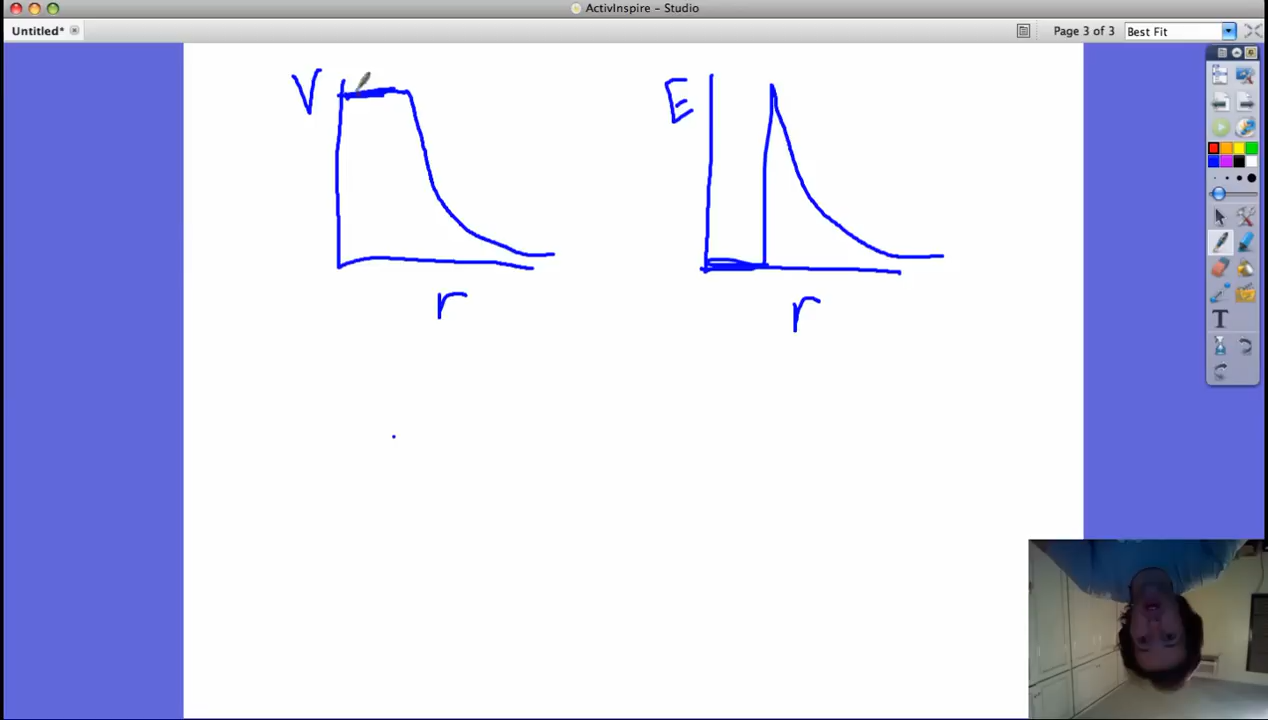 ActivInspire – Studio
Untitled*
Page 3 of 3
Best Fit
V
E
r
r
T